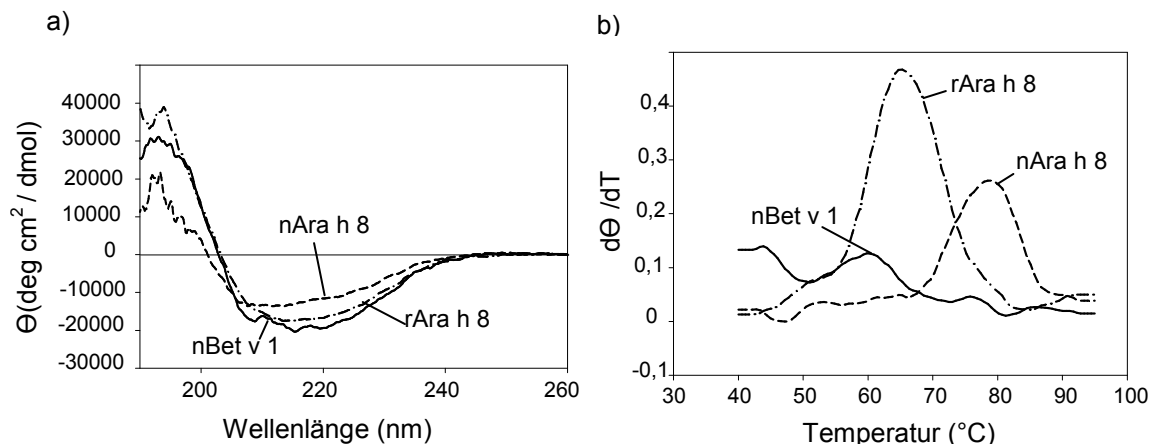 a)
40000
30000
20000
10000
0
-10000
-20000
-30000
Θ(deg cm² / dmol)
nAra h 8
rAra h 8
nBet v 1
200
220
240
260
Wellenlänge (nm)
b)
0,4
0,3
0,2
0,1
0
-0,1
dΘ /dT
rAra h 8
nAra h 8
nBet v 1
30
40
50
60
70
80
90
100
Temperatur (°C)